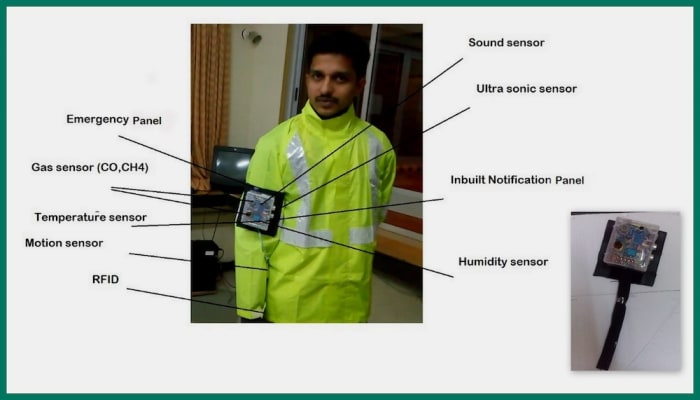 Sound sensor
Ultra sonic sensor
Emergency Panel
Gas sensor (CO,CH4)
Inbuilt Notification Panel
Temperature sensor
Motion sensor
Humidity sensor
RFID